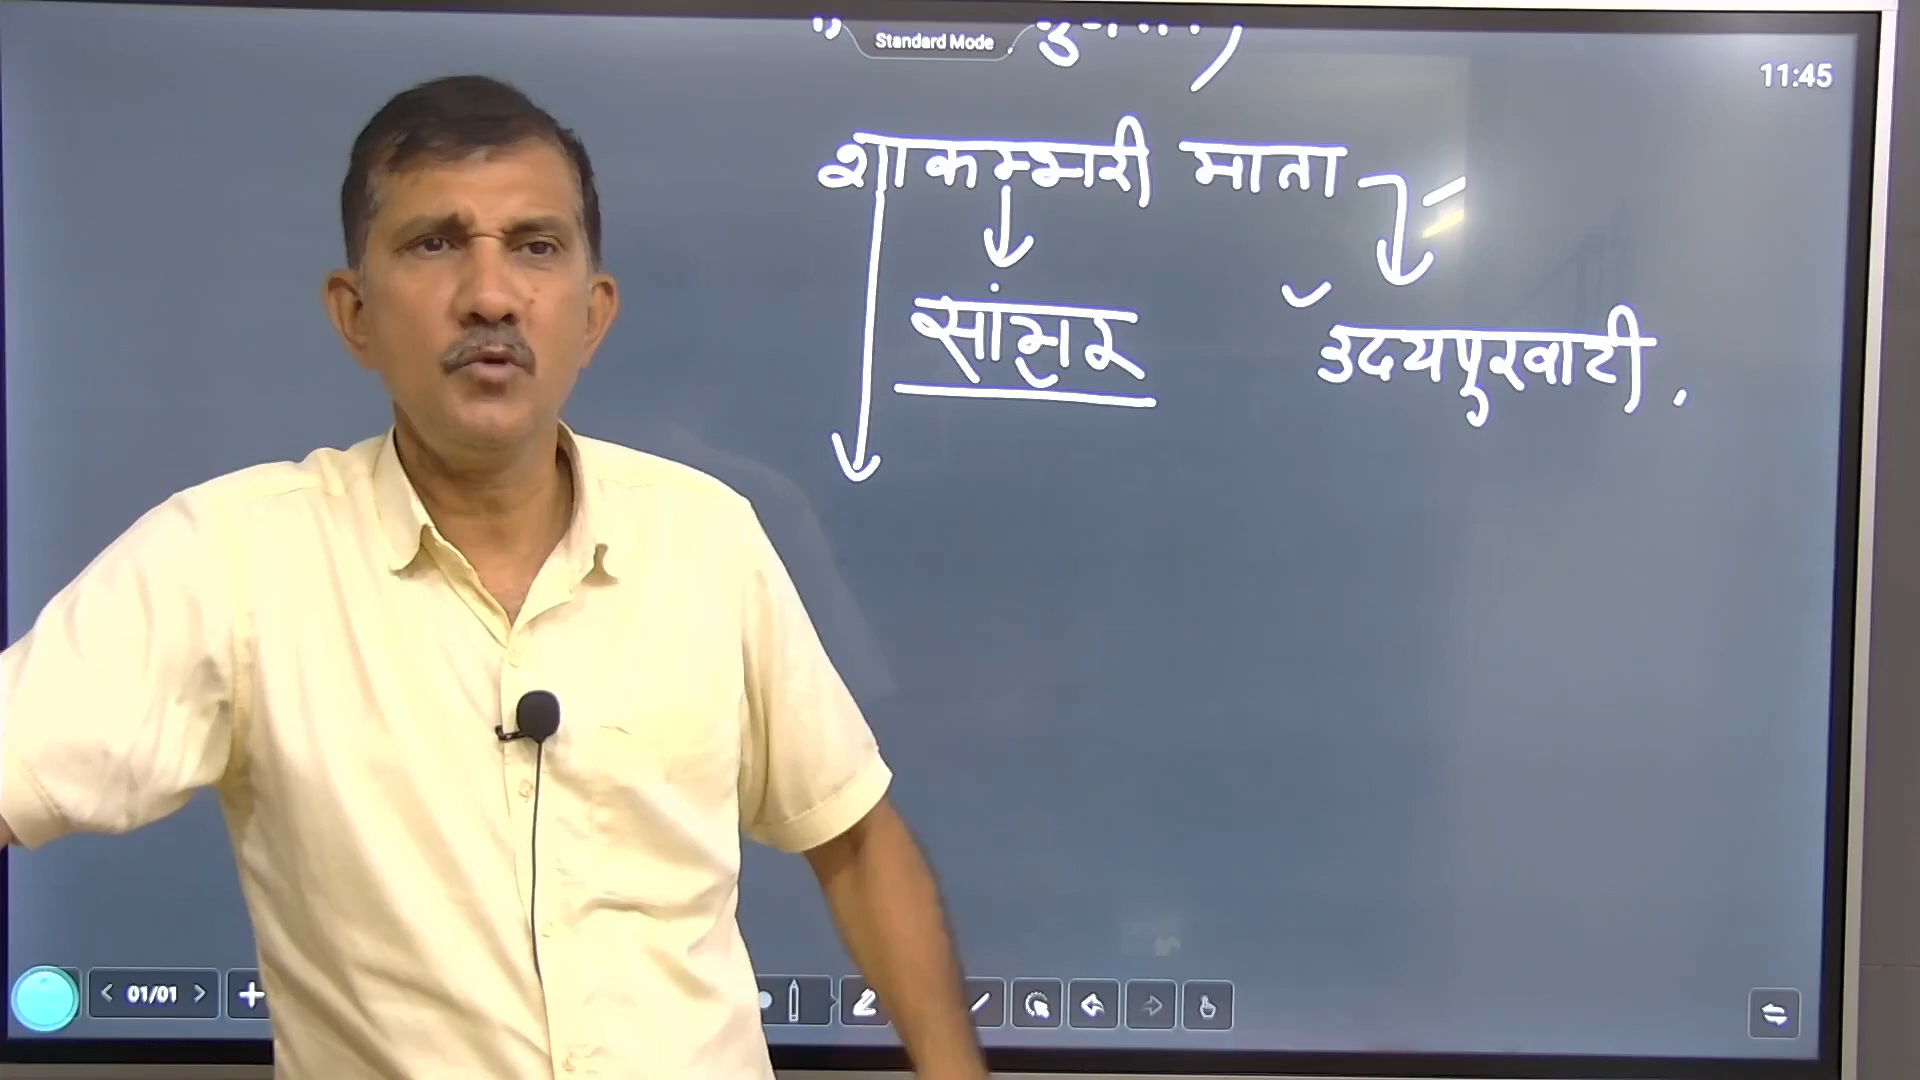 Standard Mode
11:45
शाकम्भरी माता
सांभर
उदयपुरवाटी .
01/01